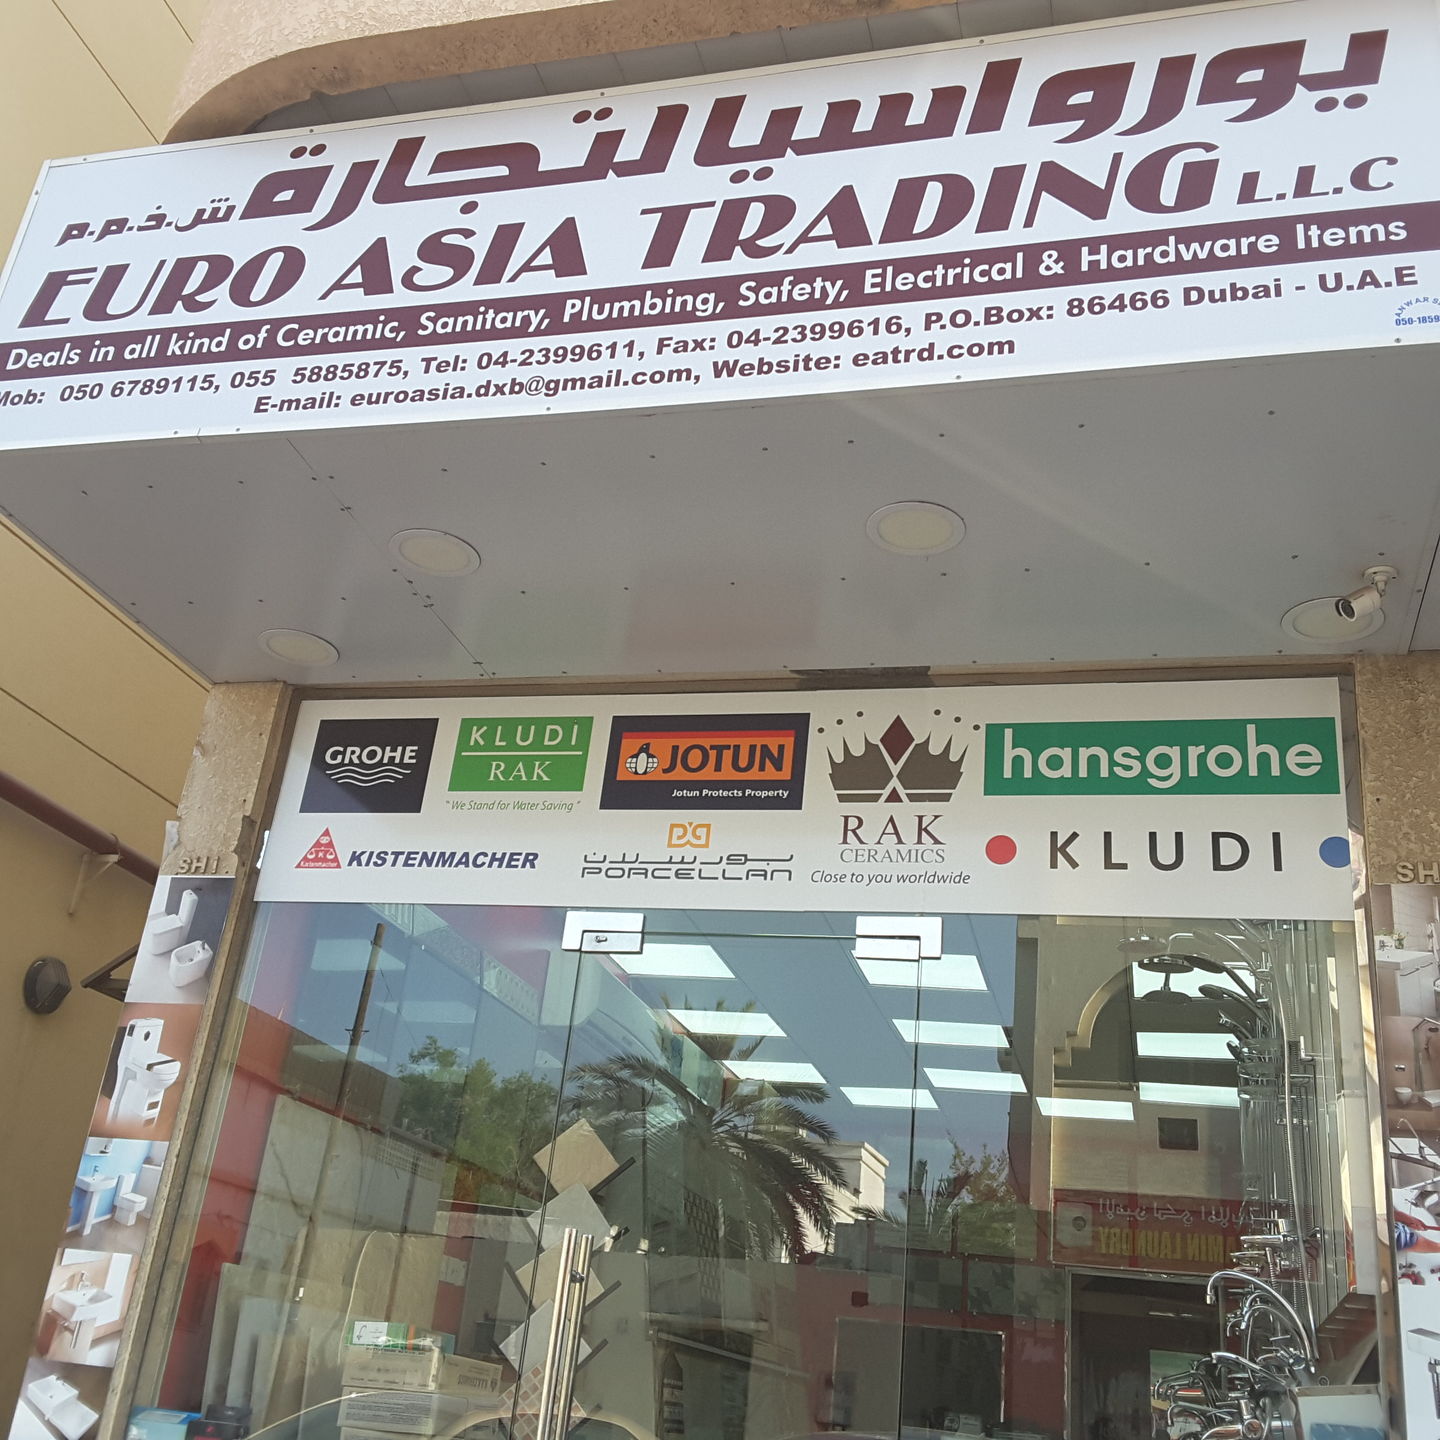 يورواسيا لتجارة ش.ذ.م.م
EURO ASIA TRADING L.L.C
Deals in all kind of Ceramic, Sanitary, Plumbing, Safety, Electrical & Hardware Items
Mob: 050 6789115, 055 5885875, Tel: 04-2399611, Fax: 04-2399616, P.O.Box: 86466 Dubai - U.A.E
E-mail: euroasia.dxb@gmail.com, Website: eatrd.com
GROHE
KLUDI
RAK
"We Stand for Water Saving"
JOTUN
Jotun Protects Property
RAK
CERAMICS
Close to you worldwide
hansgrohe
Kistenmacher
KISTENMACHER
بورسلان
PORCELLAN
KLUDI